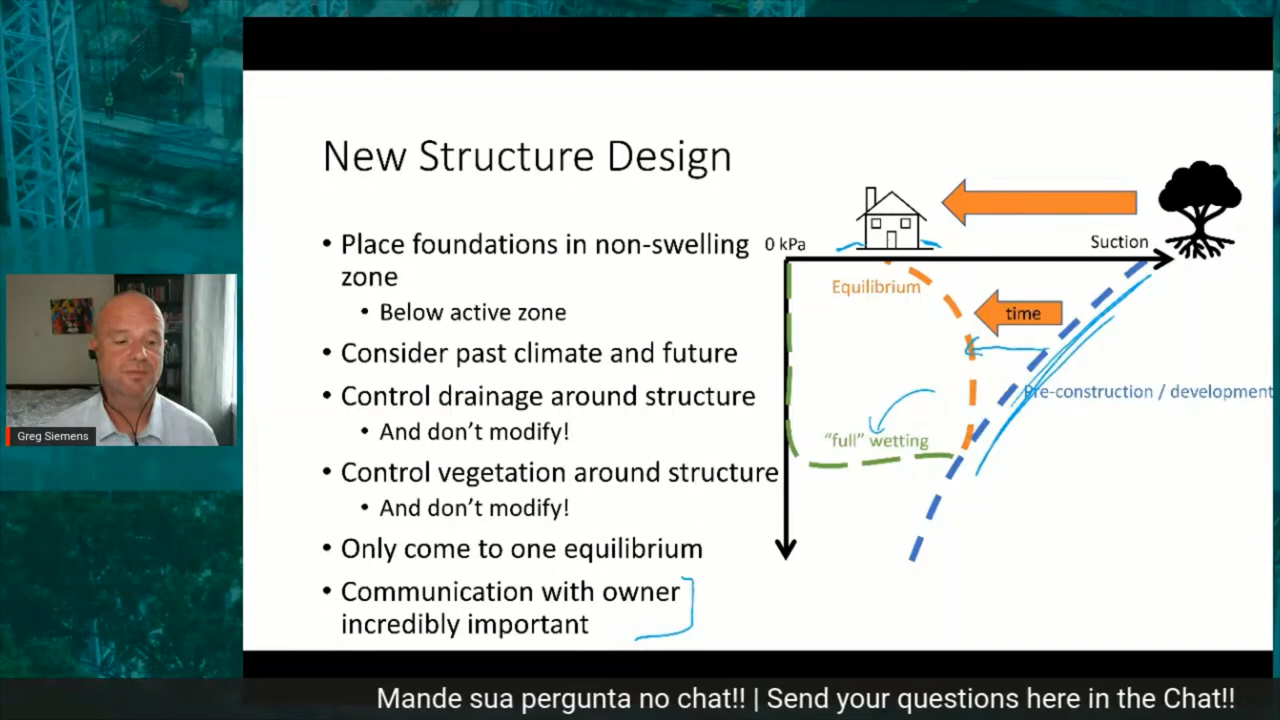 New Structure Design
• Place foundations in non-swelling
zone
• Below active zone
• Consider past climate and future
• Control drainage around structure
• And don't modify!
• Control vegetation around structure
• And don't modify!
• Only come to one equilibrium
• Communication with owner
incredibly important
0 kPa
Suction
Equilibrium
time
Pre-construction / development
“full” wetting
Greg Siemens
Mande sua pergunta no chat!! | Send your questions here in the Chat!!